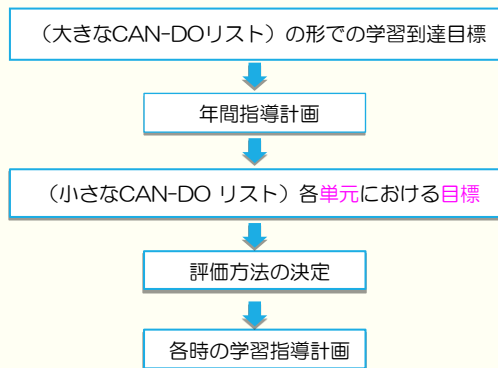 （大きなCAN-DOリスト）の形での学習到達目標
年間指導計画
（小さなCAN-DO リスト）各単元における目標
評価方法の決定
各時の学習指導計画